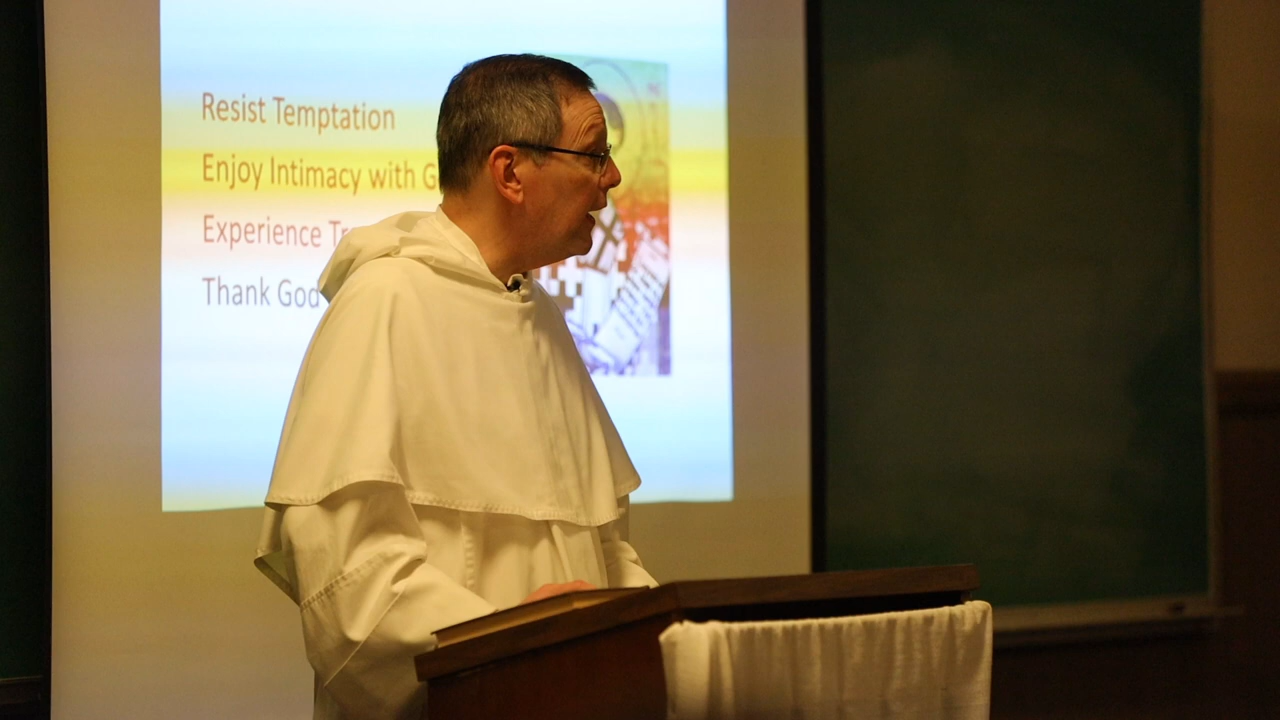 Resist Temptation
Enjoy Intimacy with
Experience
Thank God